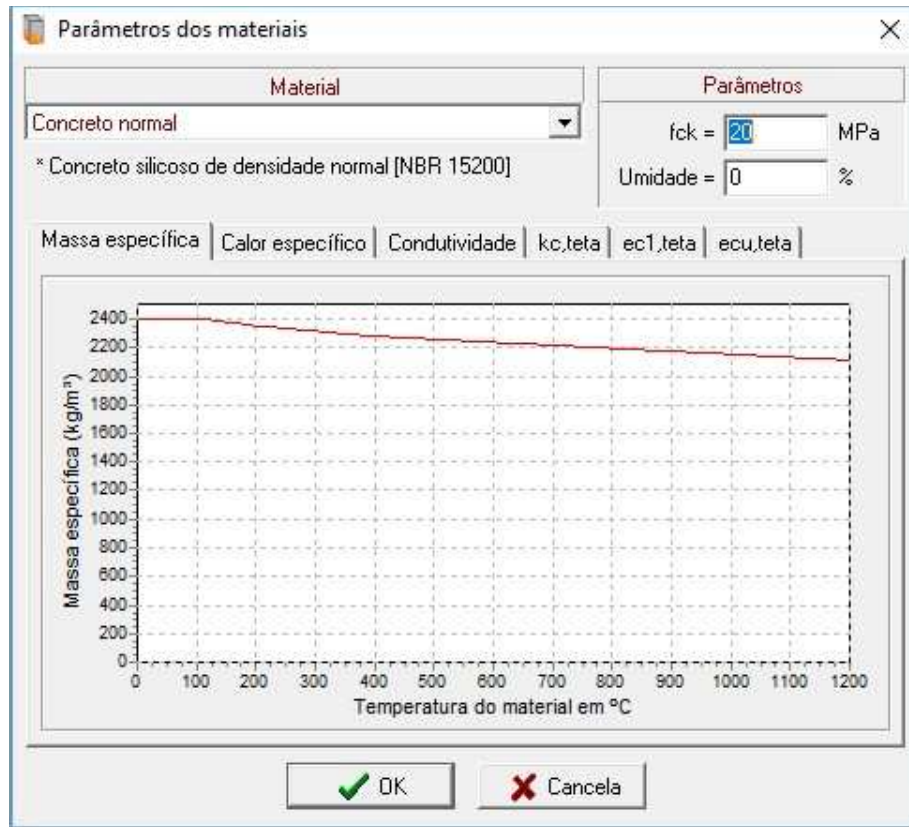 Parâmetros dos materiais
Material
Parâmetros
Concreto normal
fck = 20 MPa
* Concreto silicoso de densidade normal [NBR 15200]
Umidade = 0 %
Massa específica Calor específico Condutividade kc,teta ec1,teta ecu,teta
Massa específica (kg/m³)
2400
2200
2000
1800
1600
1400
1200
1000
800
600
400
200
0
0 100 200 300 400 500 600 700 800 900 1000 1100 1200
Temperatura do material em ºC
OK Cancela